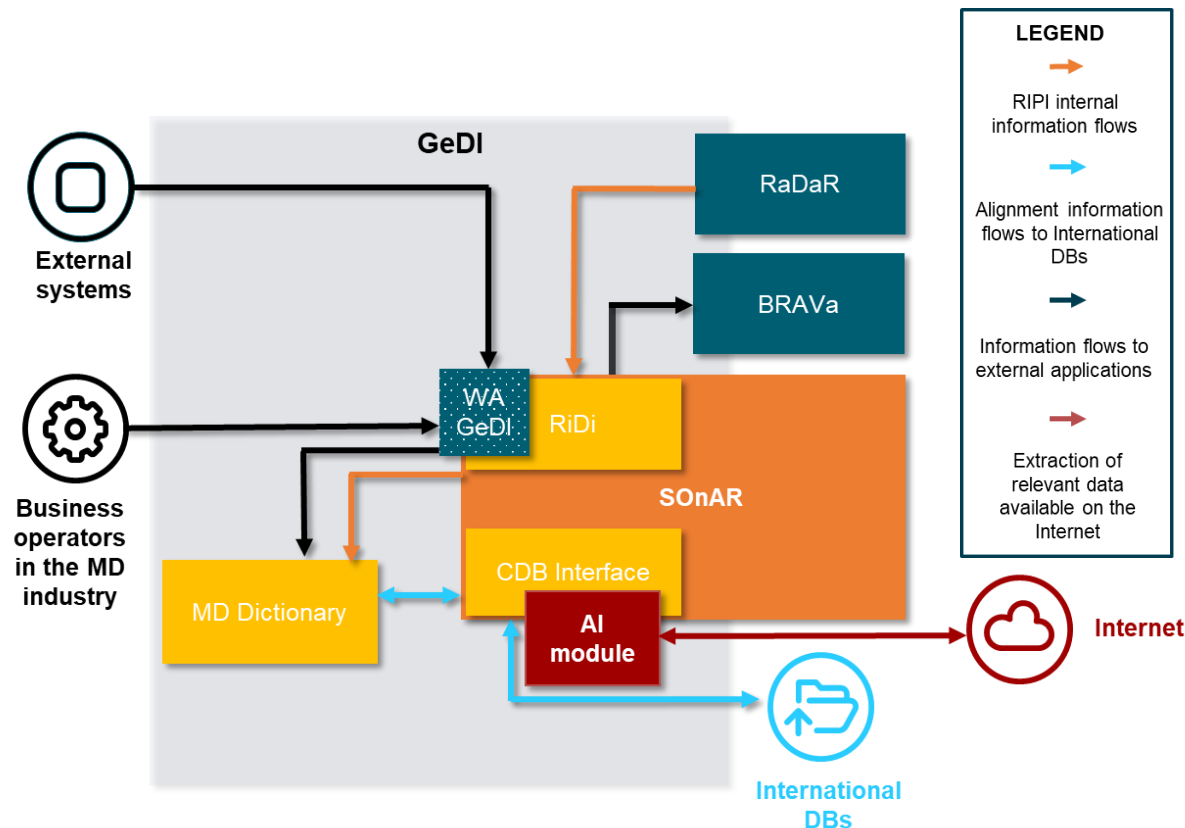 GeDI
External
systems
Business
operators
in the MD
industry
RaDaR
BRAVa
WA
GeDI
RiDi
SOnAR
CDB Interface
MD Dictionary
AI
module
Internet
International
DBs
LEGEND
RIPI internal
information flows
Alignment information
flows to International
DBs
Information flows to
external applications
Extraction of
relevant data
available on the
Internet